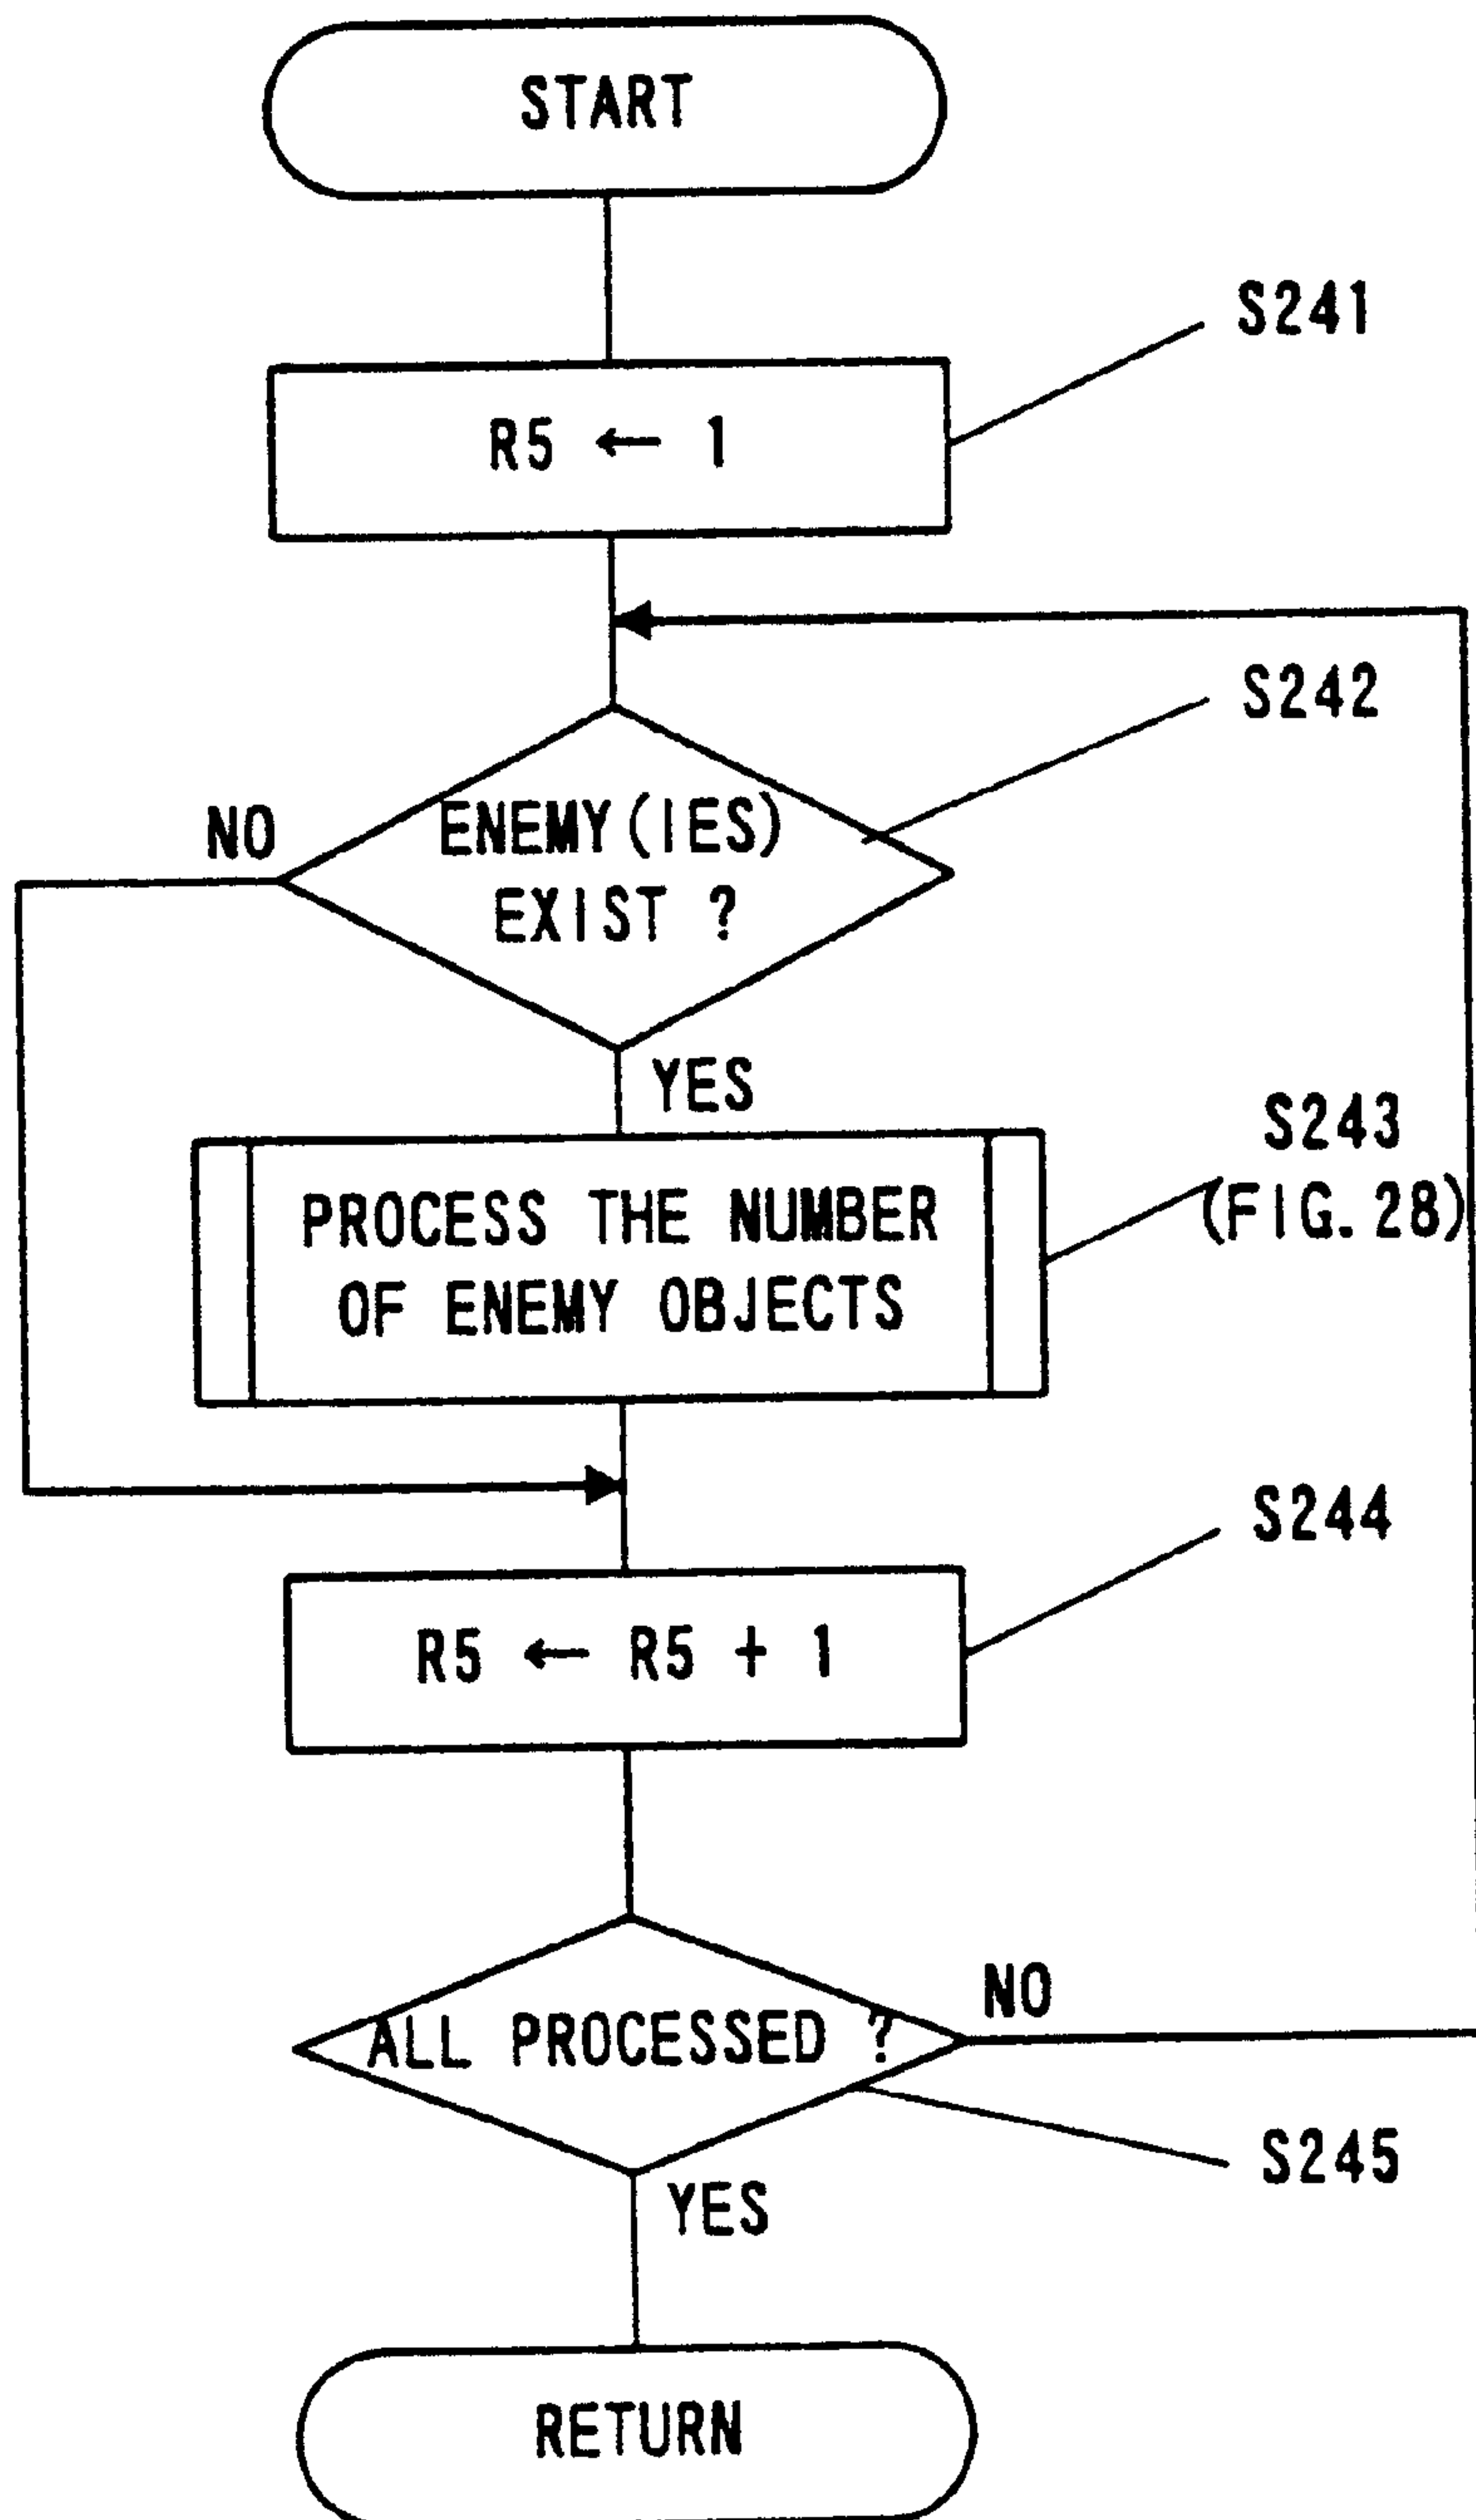 START
S241
R5 ← 1
S242
NO
ENEMY(IES)
EXIST ?
YES
S243
(FIG. 28)
PROCESS THE NUMBER
OF ENEMY OBJECTS
S244
R5 ← R5 + 1
NO
ALL PROCESSED ?
S245
YES
RETURN